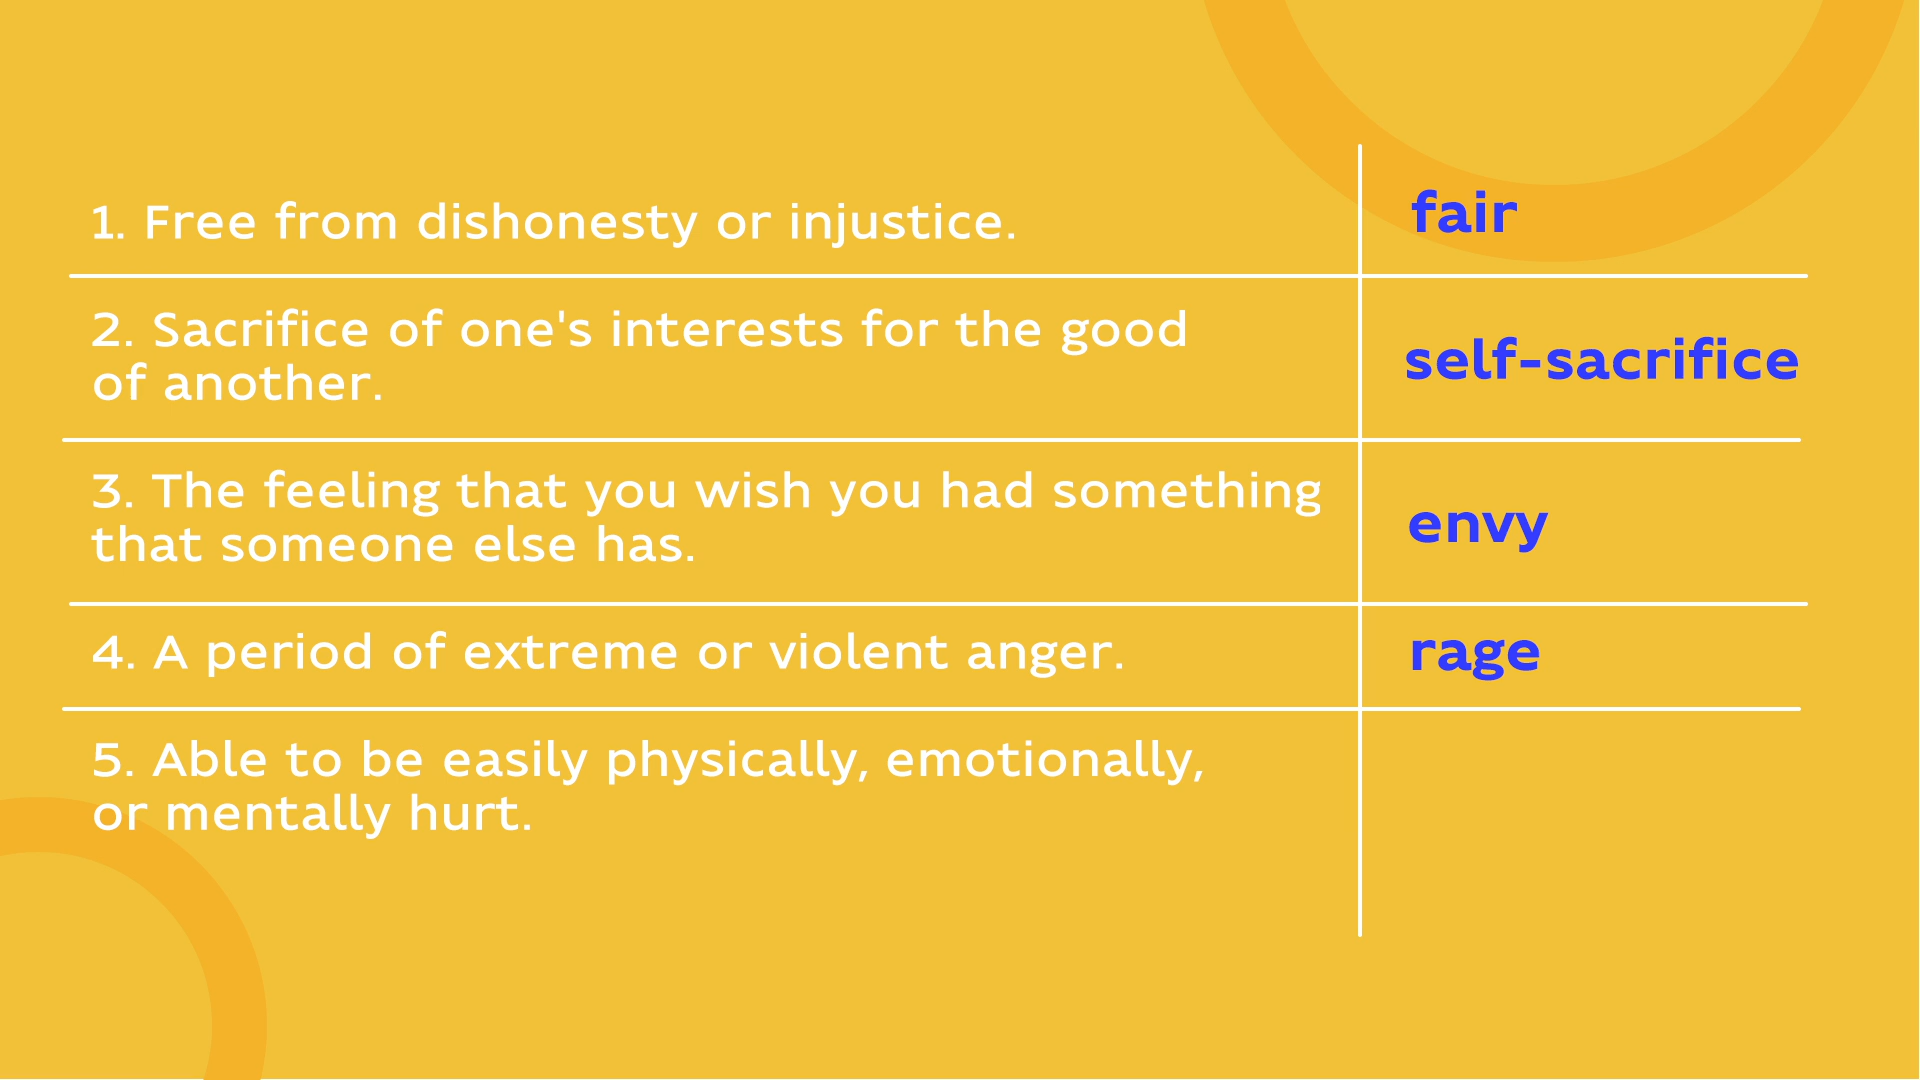 1. Free from dishonesty or injustice.
fair
2. Sacrifice of one's interests for the good
of another.
self-sacrifice
3. The feeling that you wish you had something
that someone else has.
envy
4. A period of extreme or violent anger.
rage
5. Able to be easily physically, emotionally,
or mentally hurt.